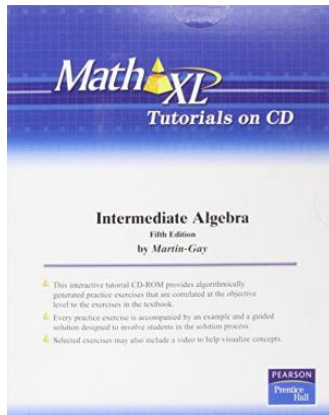 Math XL
Tutorials on CD
Intermediate Algebra
Fifth Edition
by Martin-Gay
This interactive tutorial CD-ROM provides algorithmically
generated practice exercises that are correlated at the objective
level to the exercises in the textbook.
Every practice exercise is accompanied by an example and a guided
solution designed to involve students in the solution process.
Selected exercises may also include a video to help visualize concepts.
PEARSON
Prentice
Hall